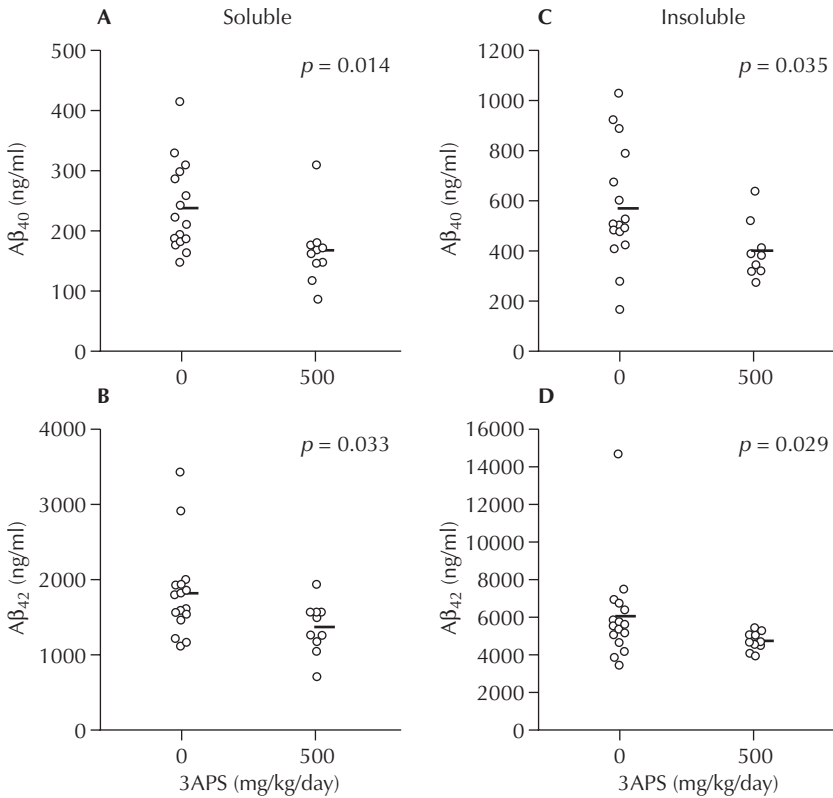 A Soluble
p = 0.014
Aβ40 (ng/ml)
500
400
300
200
100
0
0 500
C Insoluble
p = 0.035
Aβ40 (ng/ml)
1200
1000
800
600
400
200
0
0 500
B
p = 0.033
Aβ42 (ng/ml)
4000
3000
2000
1000
0
0 500
3APS (mg/kg/day)
D
p = 0.029
Aβ42 (ng/ml)
16000
14000
12000
10000
8000
6000
4000
2000
0
0 500
3APS (mg/kg/day)